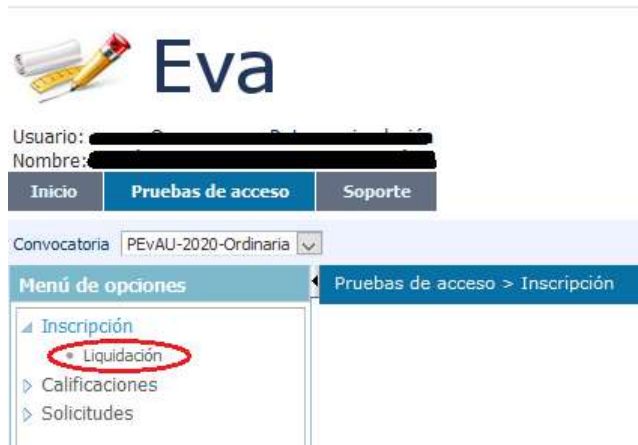 Eva
Usuario:
Nombre:
Inicio Pruebas de acceso Soporte
Convocatoria PEvAU-2020-Ordinaria
Menú de opciones
Pruebas de acceso > Inscripción
Inscripción
Liquidación
Calificaciones
Solicitudes